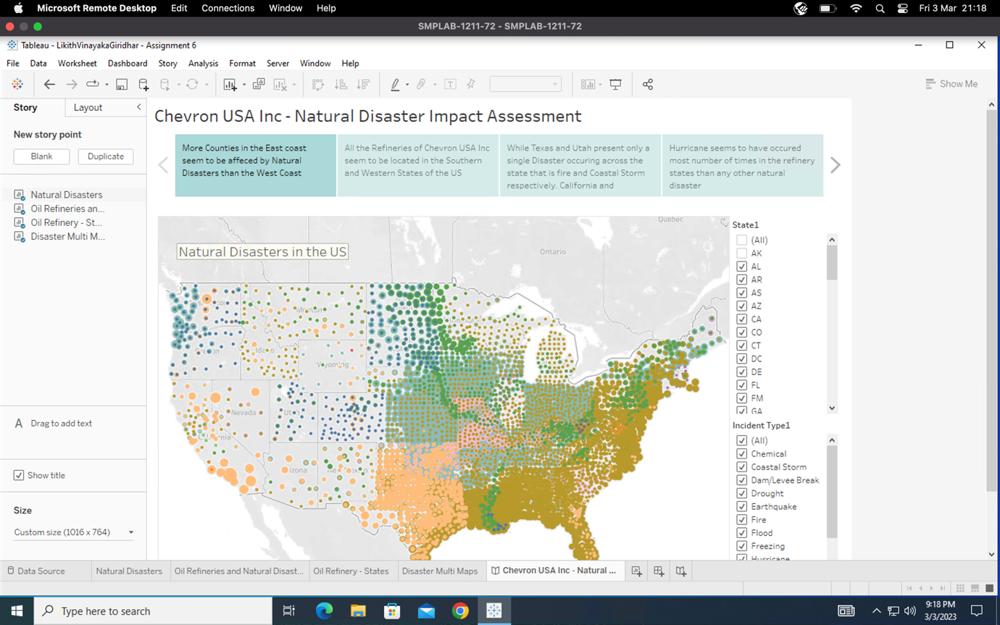 Microsoft Remote Desktop Edit Connections Window Help Fri 3 Mar 21:18
SMPLAB-1211-72 - SMPLAB-1211-72
Tableau - LikithVinayakaGiridhar - Assignment 6
File Data Worksheet Dashboard Story Analysis Format Server Window Help
Show Me
Story Layout
New story point
Blank Duplicate
Natural Disasters
Oil Refineries an...
Oil Refinery - St...
Disaster Multi M...
A Drag to add text
Show title
Size
Custom size (1016 x 764)
Chevron USA Inc - Natural Disaster Impact Assessment
More Counties in the East coast
seem to be affeced by Natural
Disasters than the West Coast
All the Refineries of Chevron USA Inc
seem to be located in the Southern
and Western States of the US
While Texas and Utah present only a
single Disaster occuring across the
state that is fire and Coastal Storm
respectively. California and
Hurricane seems to have occured
most number of times in the refinery
states than any other natural
disaster
Natural Disasters in the US
Quebec
Ontario
Wyoming
Nevada
State1
(All)
AK
AL
AR
AS
AZ
CA
CO
CT
DC
DE
FL
FM
GA
Incident Type1
(All)
Chemical
Coastal Storm
Dam/Levee Break
Drought
Earthquake
Fire
Flood
Freezing
Hurricane
Data Source Natural Disasters Oil Refineries and Natural Disast... Oil Refinery - States Disaster Multi Maps Chevron USA Inc - Natural ...
Type here to search
9:18 PM
3/3/2023